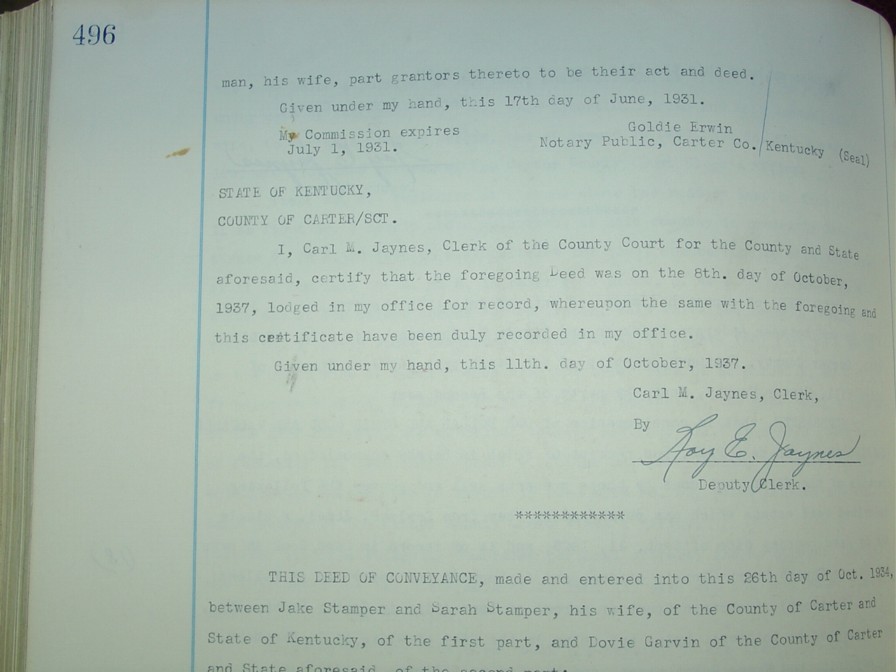 496
man, his wife, part grantors thereto to be their act and deed.
Given under my hand, this 17th day of June, 1931.
My Commission expires Goldie Erwin
July 1, 1931. Notary Public, Carter Co./Kentucky (Seal)
STATE OF KENTUCKY,
COUNTY OF CARTER/SCT.
I, Carl M. Jaynes, Clerk of the County Court for the County and State
aforesaid, certify that the foregoing Deed was on the 8th. day of October,
1937, lodged in my office for record, whereupon the same with the foregoing and
this certificate have been duly recorded in my office.
Given under my hand, this 11th. day of October, 1937.
Carl M. Jaynes, Clerk,
By Roy E. Jaynes
Deputy Clerk.
************
THIS DEED OF CONVEYANCE, made and entered into this 26th day of Oct. 1934,
between Jake Stamper and Sarah Stamper, his wife, of the County of Carter and
State of Kentucky, of the first part, and Dovie Garvin of the County of Carter
and State aforesaid, of the second part: